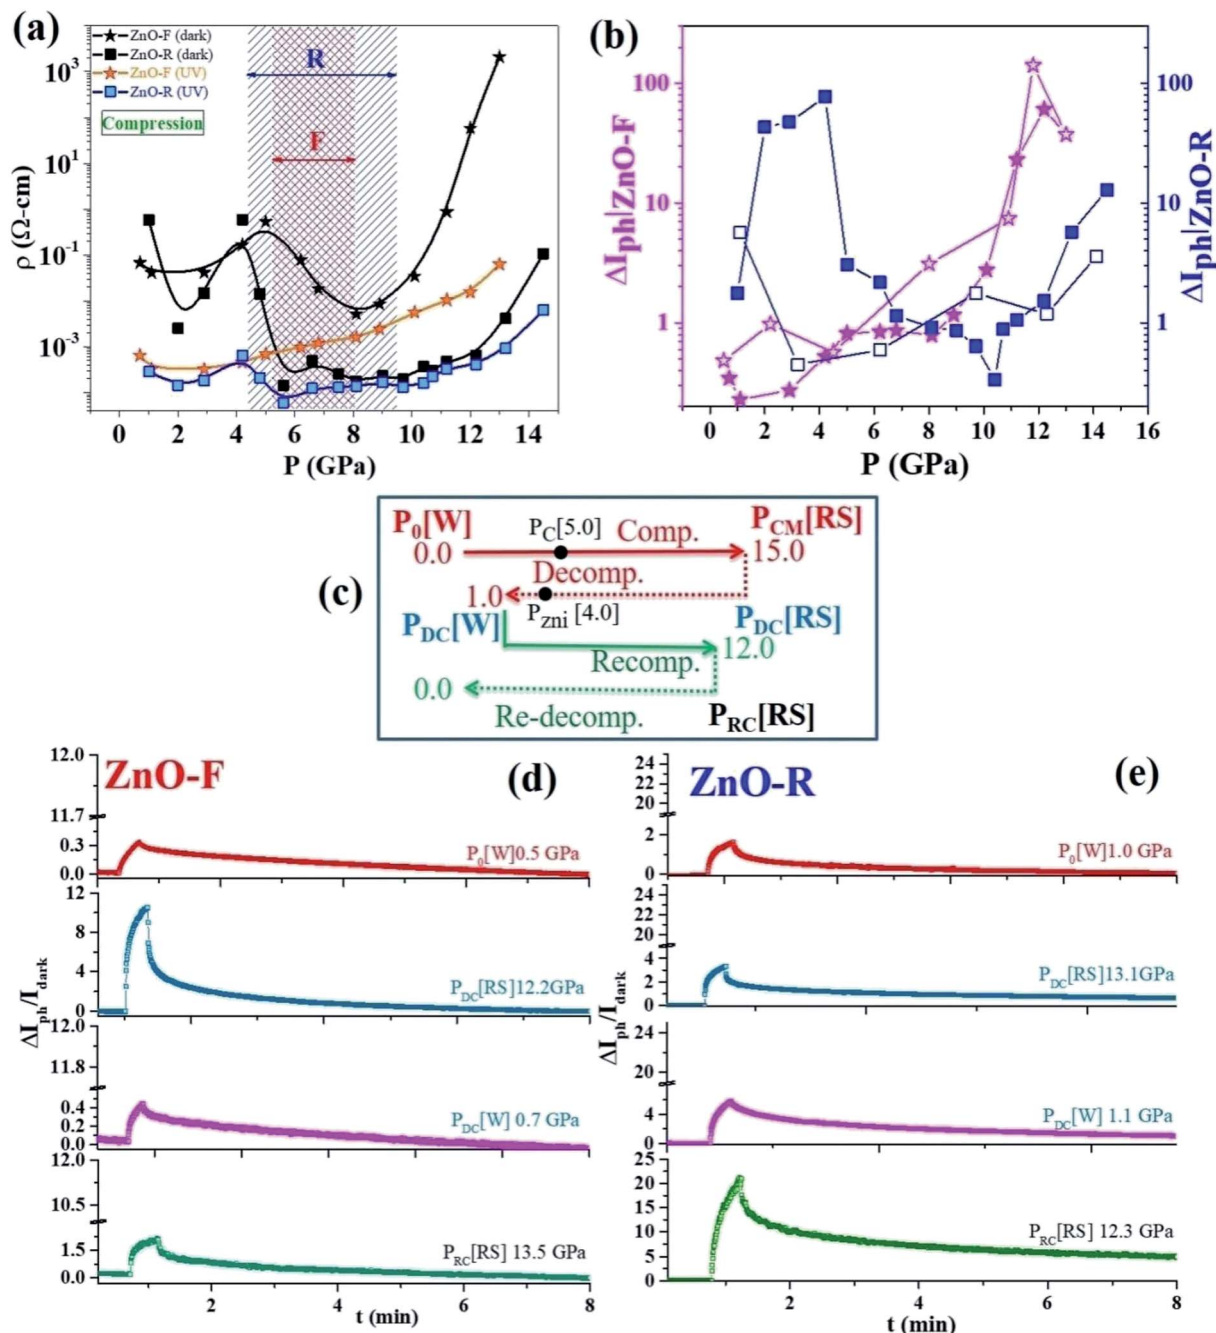 (a)
ZnO-F (dark)
ZnO-R (dark)
ZnO-F (UV)
ZnO-R (UV)
Compression
R
F
10³
10¹
10⁻¹
10⁻³
ρ (Ω-cm)
0 2 4 6 8 10 12 14
P (GPa)
(b)
100
10
1
ΔI_ph|ZnO-F
100
10
1
ΔI_ph|ZnO-R
0 2 4 6 8 10 12 14 16
P (GPa)
(c)
P₀[W] P_C[5.0] Comp. P_CM[RS]
0.0 15.0
Decomp.
1.0
P_zni [4.0]
P_DC[W] P_DC[RS]
12.0
Recomp.
0.0
Re-decomp. P_RC[RS]
ZnO-F (d)
12.0
11.7
0.3
0.0
P₀[W]0.5 GPa
12
8
4
0
P_DC[RS]12.2GPa
12.0
11.8
0.4
0.2
0.0
P_DC[W] 0.7 GPa
12.0
10.5
1.5
0.0
P_RC[RS] 13.5 GPa
ΔI_ph/I_dark
2 4 6 8
t (min)
ZnO-R (e)
24
22
20
2
0
P₀[W]1.0 GPa
24
22
20
4
2
0
P_DC[RS]13.1GPa
24
20
4
0
P_DC[W] 1.1 GPa
25
20
15
10
5
0
P_RC[RS] 12.3 GPa
ΔI_ph/I_dark
2 4 6 8
t (min)